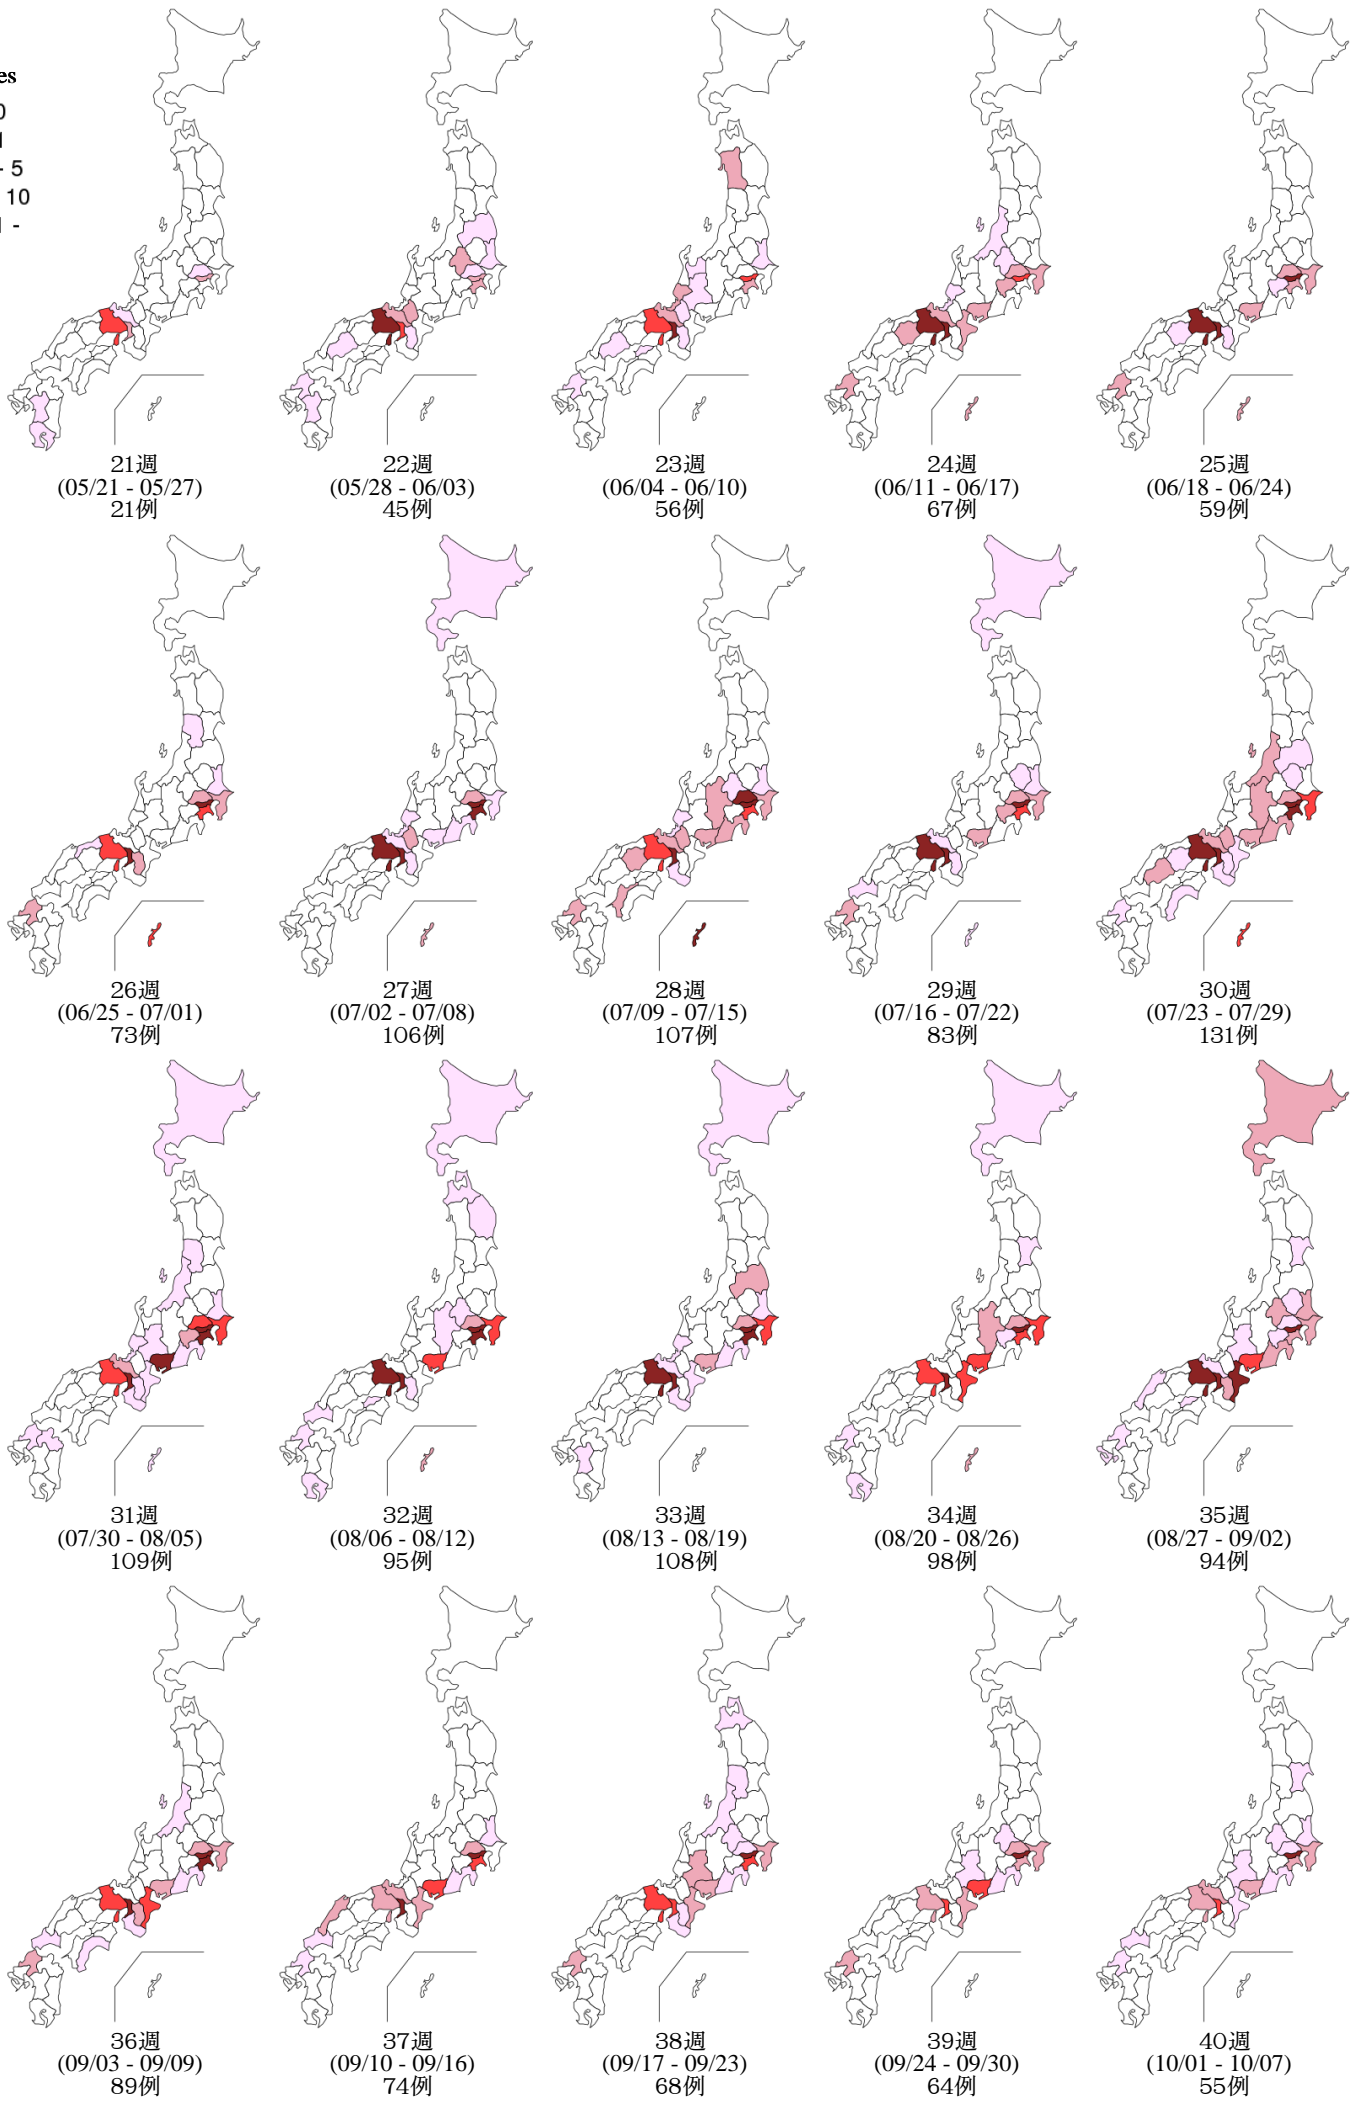 es
0
1
- 5
10
-
21週
(05/21 - 05/27)
21例
22週
(05/28 - 06/03)
45例
23週
(06/04 - 06/10)
56例
24週
(06/11 - 06/17)
67例
25週
(06/18 - 06/24)
59例
26週
(06/25 - 07/01)
73例
27週
(07/02 - 07/08)
106例
28週
(07/09 - 07/15)
107例
29週
(07/16 - 07/22)
83例
30週
(07/23 - 07/29)
131例
31週
(07/30 - 08/05)
109例
32週
(08/06 - 08/12)
95例
33週
(08/13 - 08/19)
108例
34週
(08/20 - 08/26)
98例
35週
(08/27 - 09/02)
94例
36週
(09/03 - 09/09)
89例
37週
(09/10 - 09/16)
74例
38週
(09/17 - 09/23)
68例
39週
(09/24 - 09/30)
64例
40週
(10/01 - 10/07)
55例